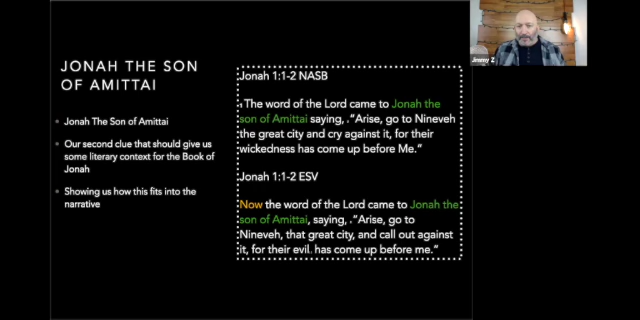 JONAH THE SON
OF AMITTAI
Jonah The Son of Amittai
Our second clue that should give us
some literary context for the Book of
Jonah
Showing us how this fits into the
narrative
Jonah 1:1-2 NASB
The word of the Lord came to Jonah the
son of Amittai saying, “Arise, go to Nineveh
the great city and cry against it, for their
wickedness has come up before Me.”
Jonah 1:1-2 ESV
Now the word of the Lord came to Jonah the
son of Amittai, saying, “Arise, go to
Nineveh, that great city, and call out against
it, for their evil has come up before me.”
Jimmy Z